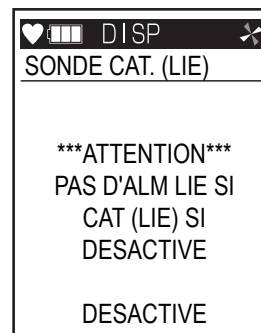 DISP
SONDE CAT. (LIE)
***ATTENTION***
PAS D'ALM LIE SI
CAT (LIE) SI
DESACTIVE
DESACTIVE